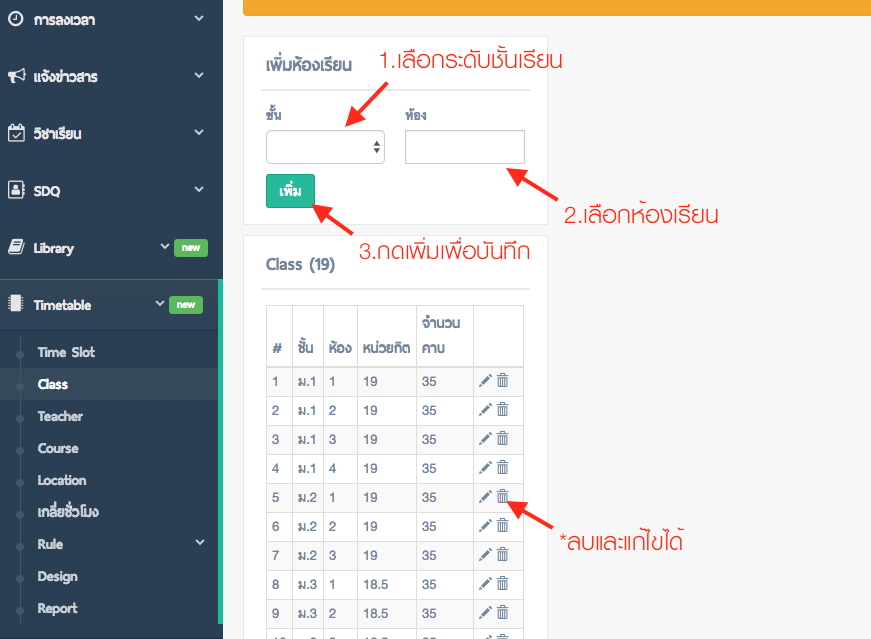 การลงเวลา
แจ้งข่าวสาร
วิชาเรียน
SDQ
Library new
Timetable new
Time Slot
Class
Teacher
Course
Location
เกลี่ยชั่วโมง
Rule
Design
Report
เพิ่มห้องเรียน
1.เลือกระดับชั้นเรียน
ชั้น ห้อง
เพิ่ม
2.เลือกห้องเรียน
3.กดเพิ่มเพื่อบันทึก
Class (19)
# ชั้น ห้อง หน่วยกิต จำนวน
คาบ
1 ม.1 1 19 35
2 ม.1 2 19 35
3 ม.1 3 19 35
4 ม.1 4 19 35
5 ม.2 1 19 35
6 ม.2 2 19 35
7 ม.2 3 19 35
8 ม.3 1 18.5 35
9 ม.3 2 18.5 35
*ลบและแก้ไขได้